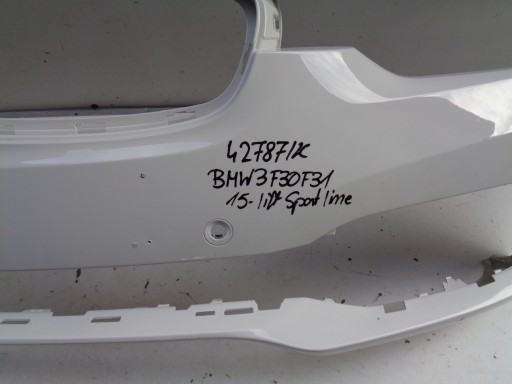 42787/K
BMW3F30F31
15-lift Sport line